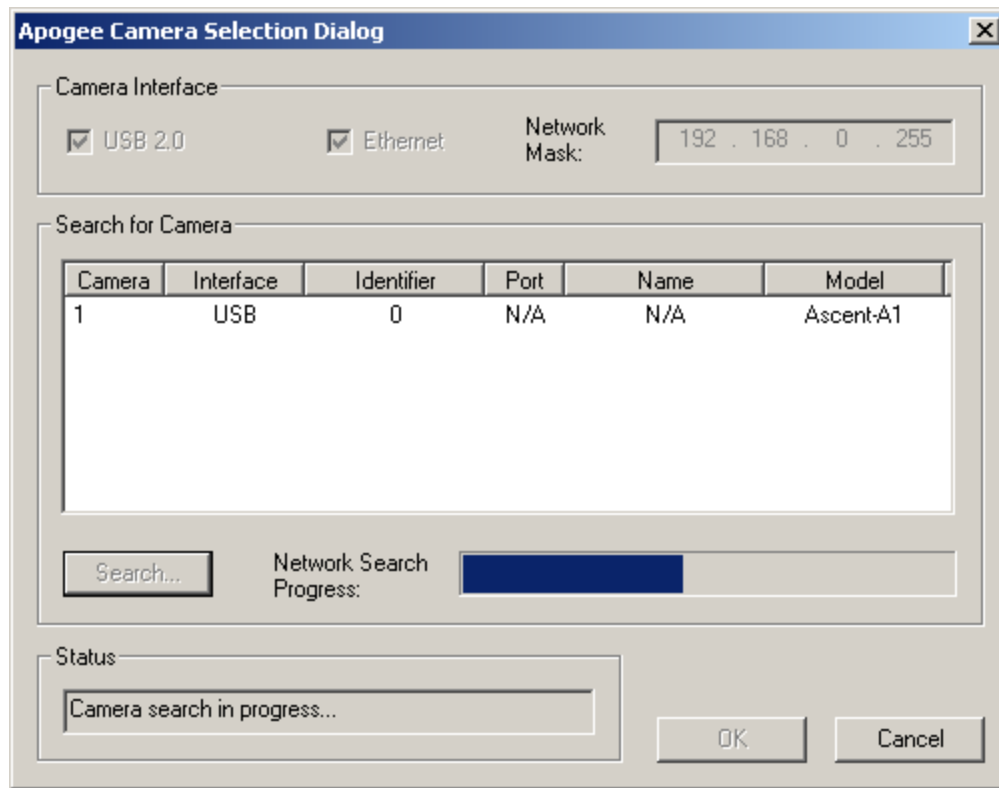 Apogee Camera Selection Dialog
Camera Interface
USB 2.0 Ethernet Network Mask: 192 . 168 . 0 . 255
Search for Camera
Camera Interface Identifier Port Name Model
1 USB 0 N/A N/A Ascent-A1
Search... Network Search Progress:
Status
Camera search in progress...
OK Cancel